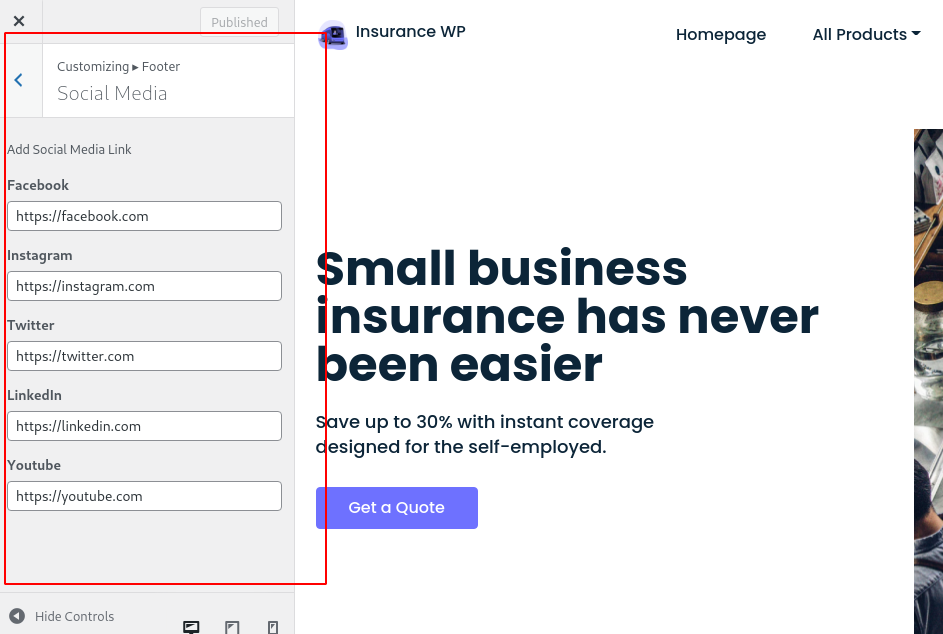 Published
Customizing ▸ Footer
Social Media
Add Social Media Link
Facebook
https://facebook.com
Instagram
https://instagram.com
Twitter
https://twitter.com
LinkedIn
https://linkedin.com
Youtube
https://youtube.com
Hide Controls
Insurance WP
Homepage
All Products
Small business
insurance has never
been easier
Save up to 30% with instant coverage
designed for the self-employed.
Get a Quote